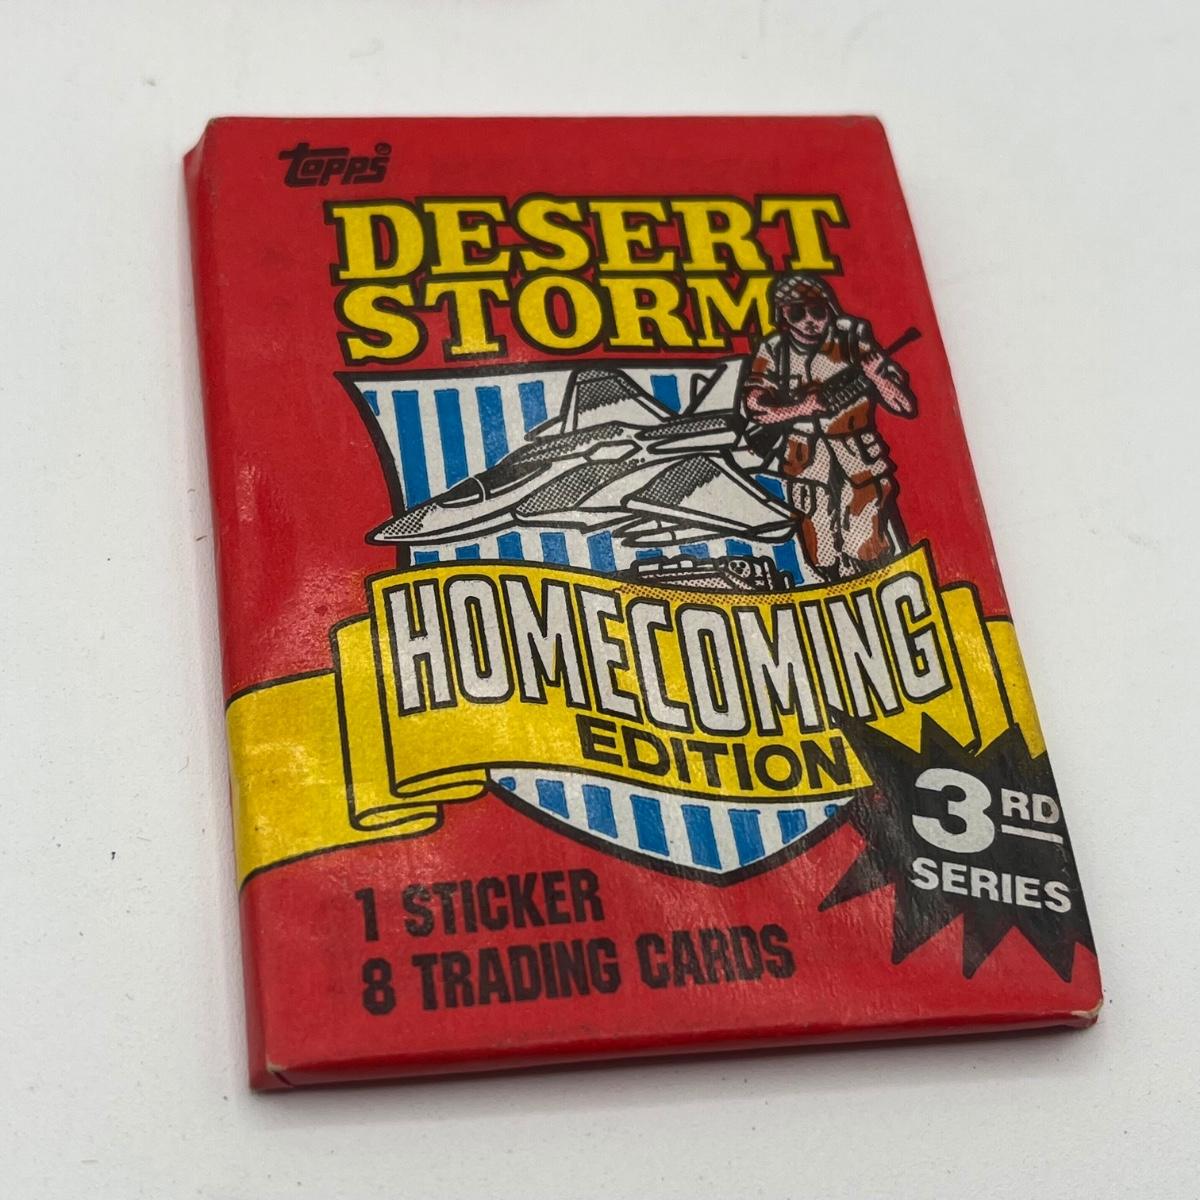 topps®
DESERT
STORM
HOMECOMING
EDITION
3RD
SERIES
1 STICKER
8 TRADING CARDS